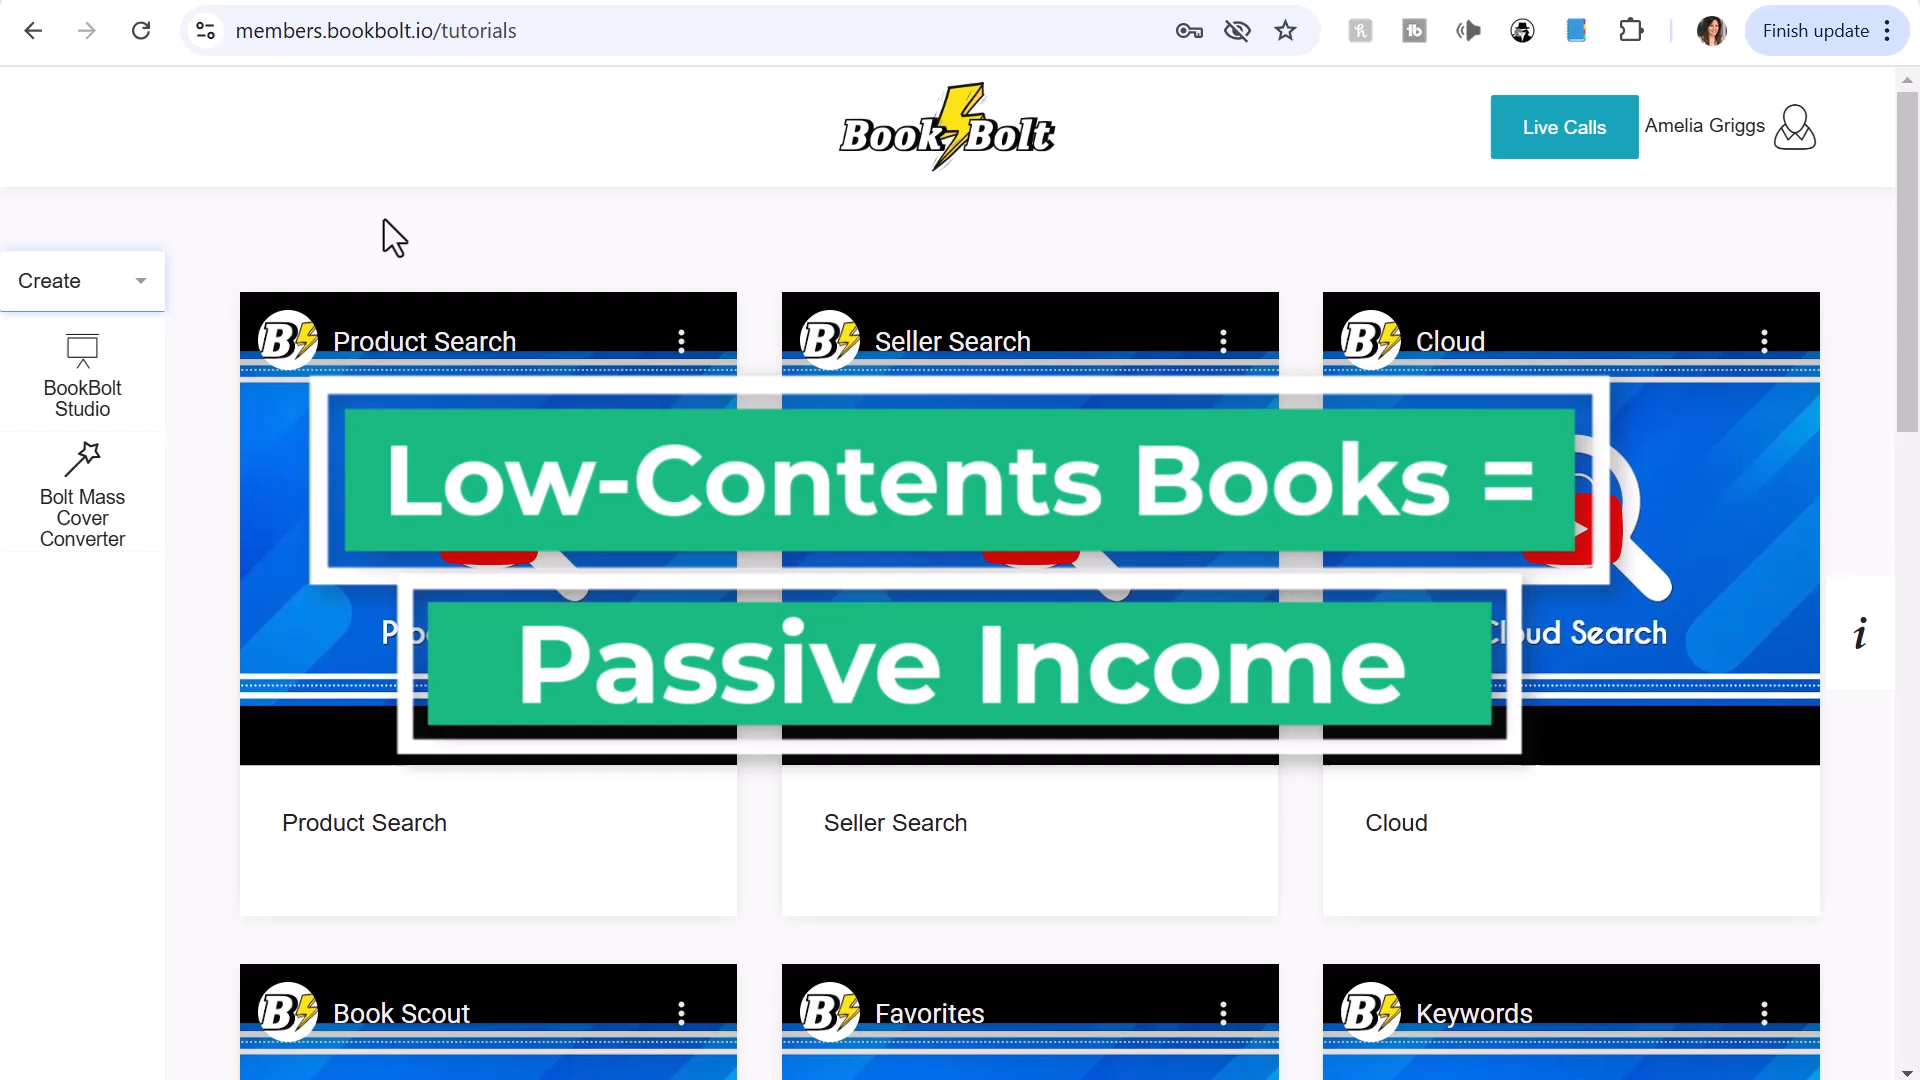 members.bookbolt.io/tutorials
Finish update
Book Bolt
Live Calls
Amelia Griggs
Create
BookBolt
Studio
Bolt Mass
Cover
Converter
B Product Search
B Seller Search
B Cloud
Low-Contents Books =
Passive Income
Cloud Search
i
Product Search
Seller Search
Cloud
B Book Scout
B Favorites
B Keywords